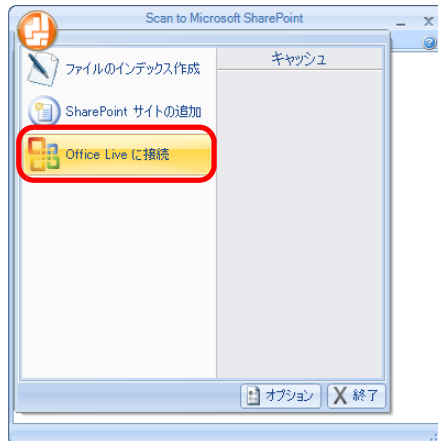 Scan to Microsoft SharePoint
キャッシュ
ファイルのインデックス作成
SharePoint サイトの追加
Office Live に接続
オプション
終了